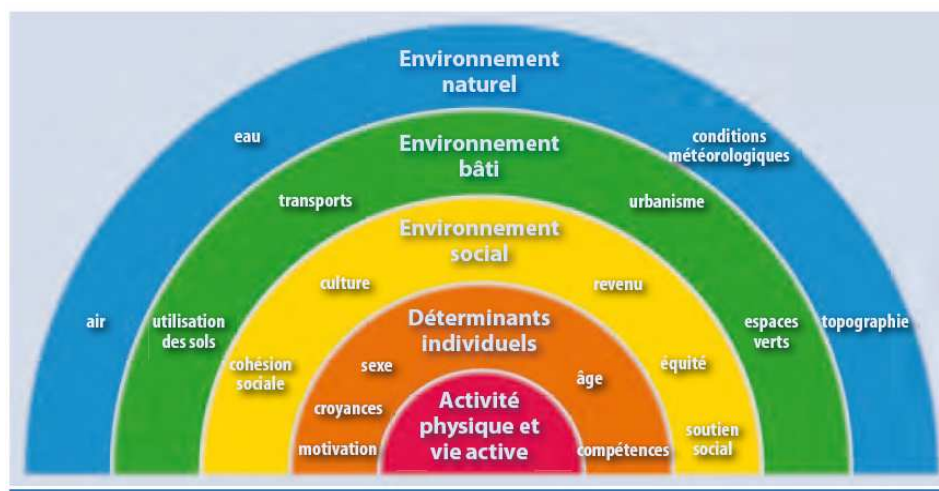 Environnement
naturel
eau
conditions
météorologiques
air
topographie
Environnement
bâti
transports
urbanisme
utilisation
des sols
espaces
verts
Environnement
social
culture
revenu
cohésion
sociale
équité
soutien
social
Déterminants
individuels
sexe
âge
croyances
motivation
compétences
Activité
physique et
vie active